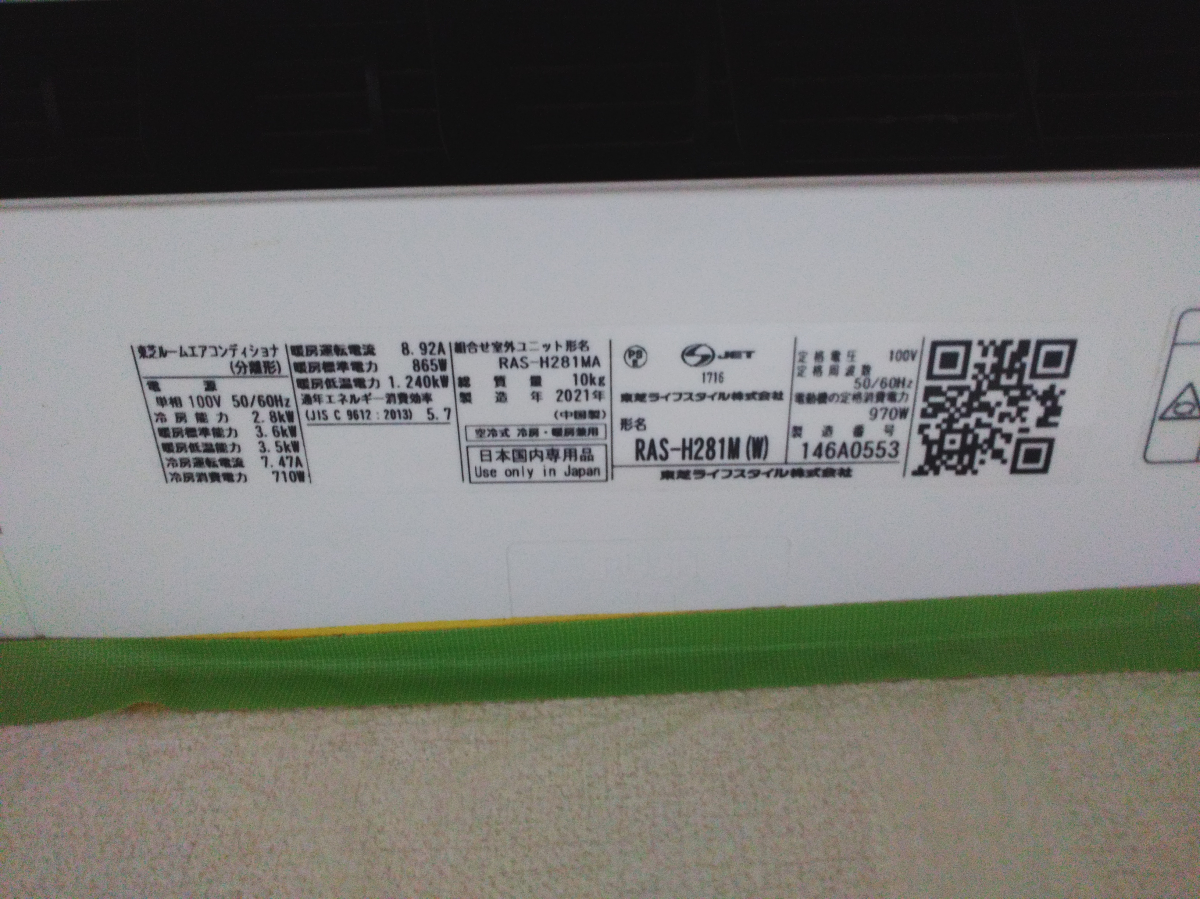 東芝ルームエアコンディショナ
(分離形)
電 源
単相 100V 50/60Hz
冷房能力 2.8kW
暖房標準能力 3.6kW
暖房低温能力 3.5kW
冷房運転電流 7.47A
冷房消費電力 710W
暖房運転電流 8.92A
暖房標準電力 865W
暖房低温電力 1.240kW
通年エネルギー消費効率
(JIS C 9612:2013) 5.7
組合せ室外ユニット形名
RAS-H281MA
総 質 量 10kg
製 造 年 2021年
(中国製)
空冷式 冷房・暖房兼用
日本国内専用品
Use only in Japan
PS
E
JET
1716
東芝ライフスタイル株式会社
形名
RAS-H281M(W)
定格電圧 100V
定格周波数
50/60Hz
電動機の定格消費電力
970W
製造番号
146A0553
東芝ライフスタイル株式会社